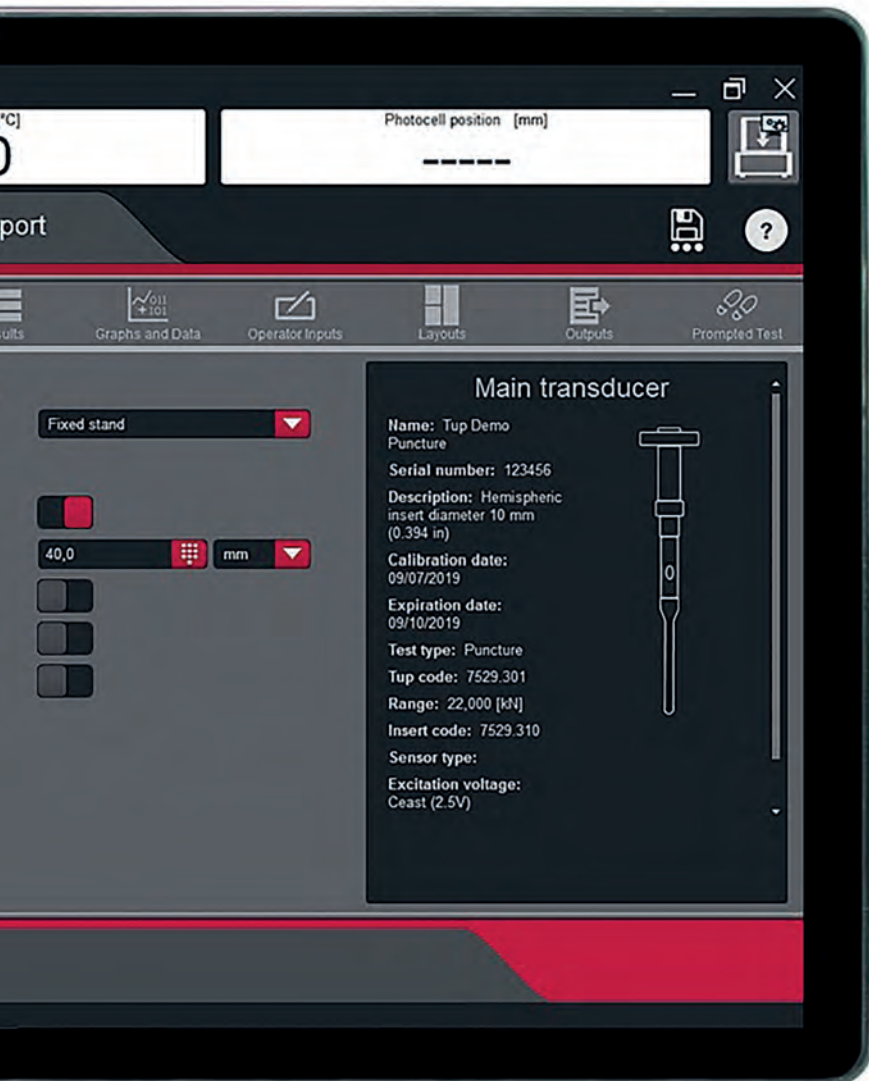 °C]
Photocell position [mm]
-----
port
?
Graphs and Data
Operator Inputs
Layouts
Outputs
Prompted Test
Fixed stand
40,0
mm
Main transducer
Name: Tup Demo
Puncture
Serial number: 123456
Description: Hemispheric
insert diameter 10 mm
(0.394 in)
Calibration date:
09/07/2019
Expiration date:
09/10/2019
Test type: Puncture
Tup code: 7529.301
Range: 22,000 [kN]
Insert code: 7529.310
Sensor type:
Excitation voltage:
Ceast (2.5V)